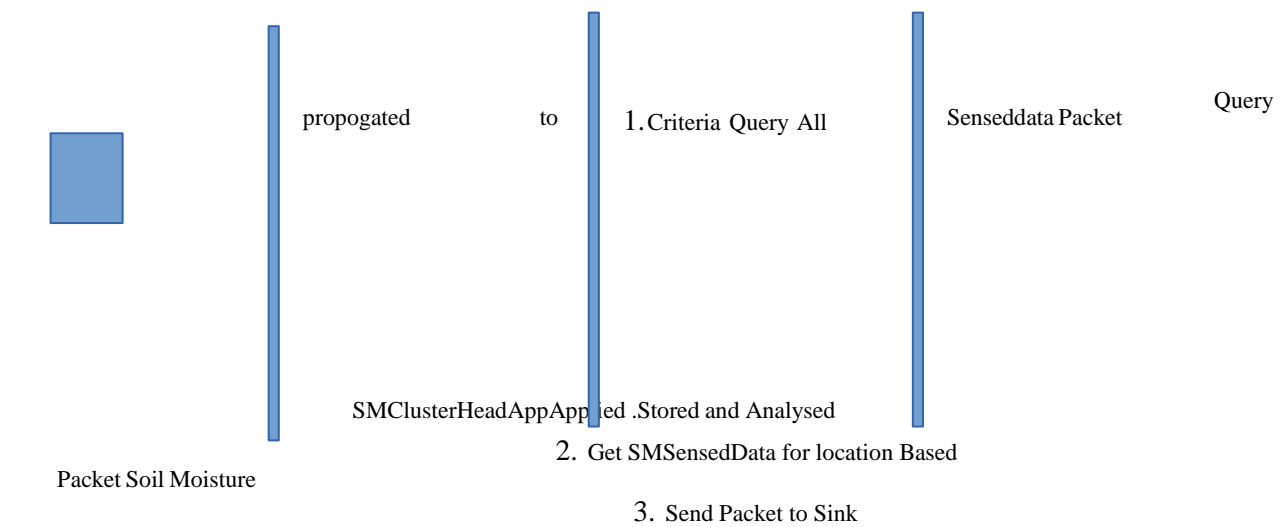 Query
propogated to 1. Criteria Query All Senseddata Packet
SMClusterHeadAppApplied .Stored and Analysed
2. Get SMSensedData for location Based
Packet Soil Moisture
3. Send Packet to Sink